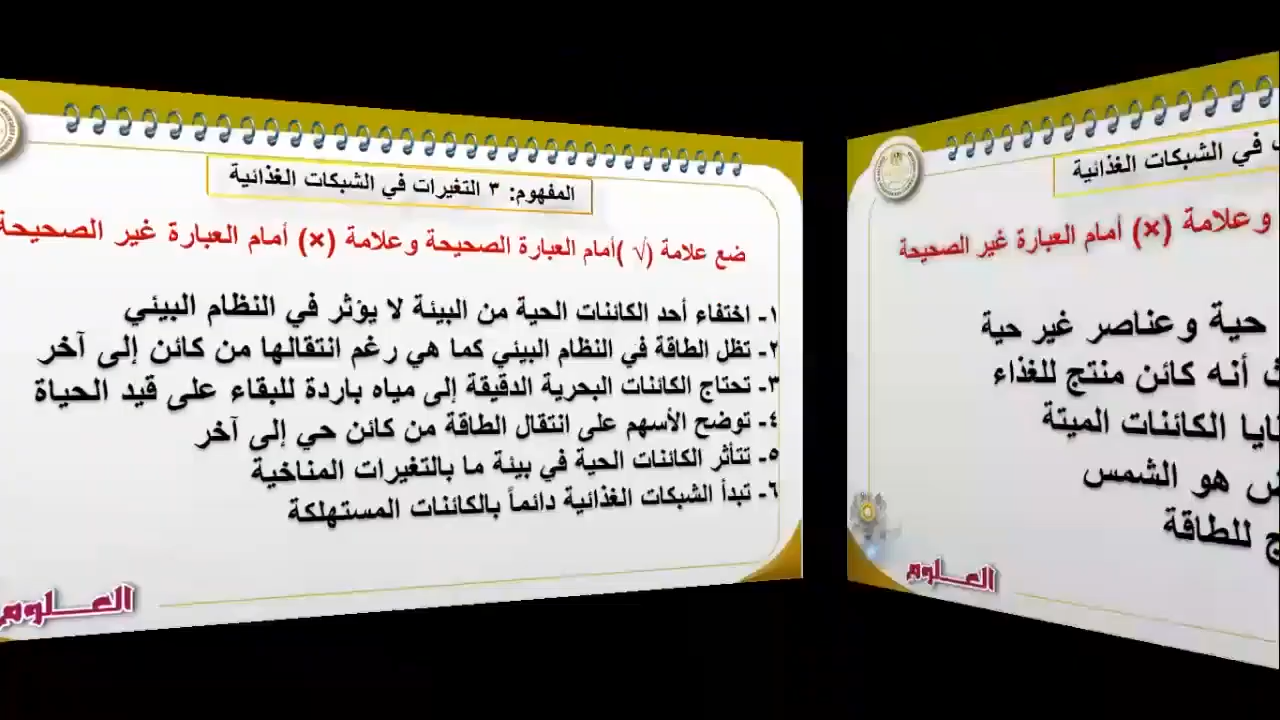 المفهوم: ٣ التغيرات في الشبكات الغذائية
ضع علامة (√ )أمام العبارة الصحيحة وعلامة (×) أمام العبارة غير الصحيحة
١- اختفاء أحد الكائنات الحية من البيئة لا يؤثر في النظام البيئي
٢- تظل الطاقة في النظام البيئي كما هي رغم انتقالها من كائن إلى آخر
٣- تحتاج الكائنات البحرية الدقيقة إلى مياه باردة للبقاء على قيد الحياة
٤- توضح الأسهم على انتقال الطاقة من كائن حي إلى آخر
٥- تتأثر الكائنات الحية في بيئة ما بالتغيرات المناخية
٦- تبدأ الشبكات الغذائية دائماً بالكائنات المستهلكة
العلوم
في الشبكات الغذائية
وعلامة (×) أمام العبارة غير الصحيحة
حية وعناصر غير حية
أنه كائن منتج للغذاء
الكائنات الميتة
هو الشمس
للطاقة
العلوم